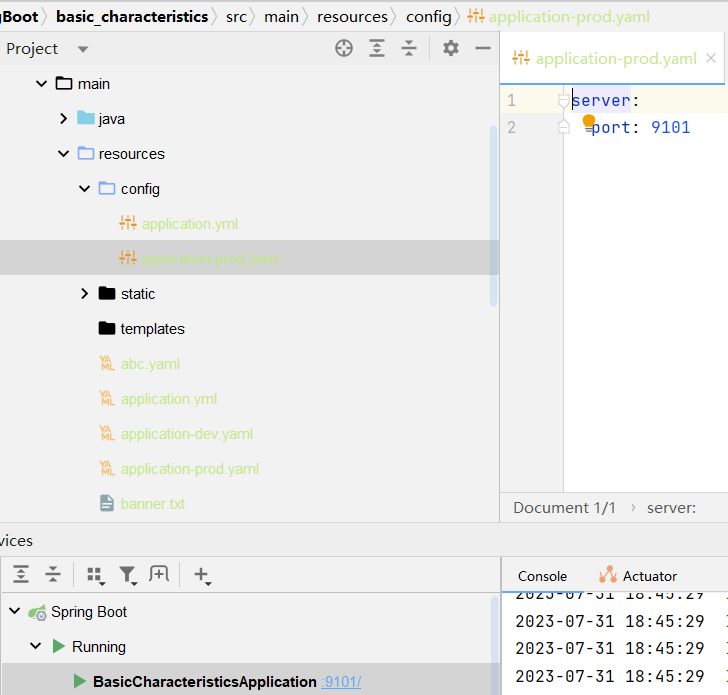 gBoot basic_characteristics src main resources config application-prod.yaml
Project
main
java
resources
config
application.yml
application-prod.yaml
static
templates
abc.yaml
application.yml
application-dev.yaml
application-prod.yaml
banner.txt
application-prod.yaml
1 server:
2 port: 9101
Document 1/1 › server:
vices
Spring Boot
Running
BasicCharacteristicsApplication :9101/
Console Actuator
2023-07-31 18:45:29
2023-07-31 18:45:29
2023-07-31 18:45:29
2023-07-31 18:45:29